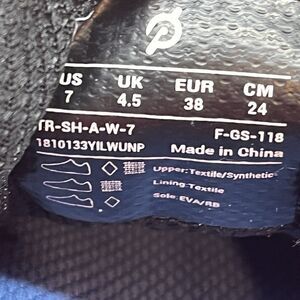 US UK EUR CM
7 4.5 38 24
TR-SH-A-W-7 F-GS-118
1810133YILWUNP Made in China
Upper:Textile/Synthetic
Lining:Textile
Sole:EVA/RB